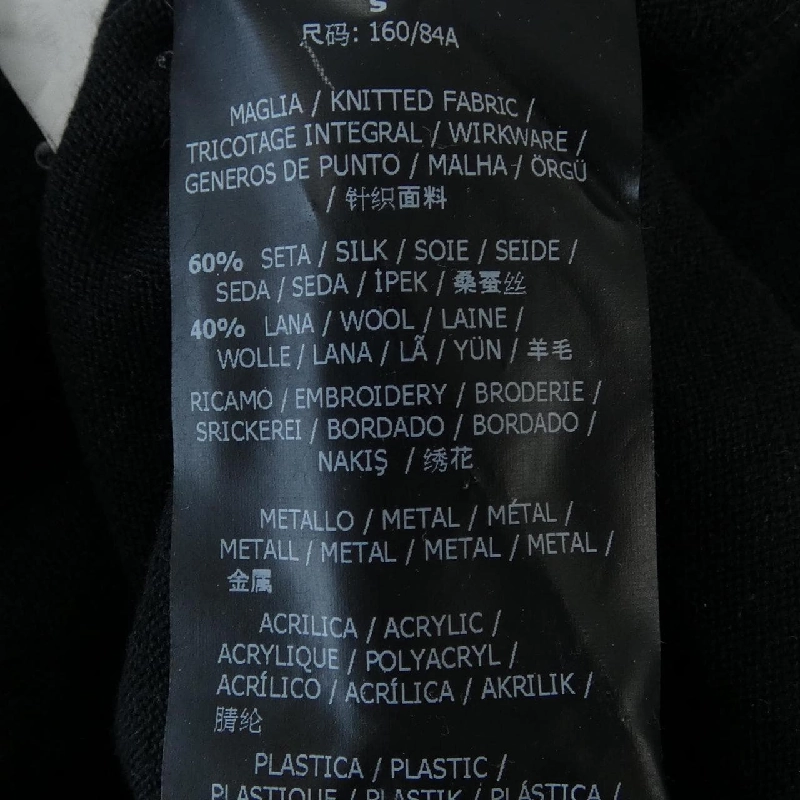 S
尺码: 160/84A
MAGLIA / KNITTED FABRIC /
TRICOTAGE INTEGRAL / WIRKWARE /
GENEROS DE PUNTO / MALHA / ÖRGÜ
/ 针织面料
60% SETA / SILK / SOIE / SEIDE /
SEDA / SEDA / İPEK / 桑蚕丝
40% LANA / WOOL / LAINE /
WOLLE / LANA / LÃ / YÜN / 羊毛
RICAMO / EMBROIDERY / BRODERIE /
SRICKEREI / BORDADO / BORDADO /
NAKIŞ / 绣花
METALLO / METAL / MÉTAL /
METALL / METAL / METAL / METAL /
金属
ACRILICA / ACRYLIC /
ACRYLIQUE / POLYACRYL /
ACRÍLICO / ACRÍLICA / AKRILIK /
腈纶
PLASTICA / PLASTIC /
PLASTIQUE / PLASTIK / PLÁSTICA /